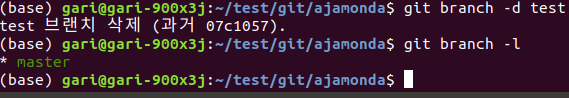 (base) gari@gari-900x3j:~/test/git/ajamonda$ git branch -d test
test 브랜치 삭제 (과거 07c1057).
(base) gari@gari-900x3j:~/test/git/ajamonda$ git branch -l
* master
(base) gari@gari-900x3j:~/test/git/ajamonda$